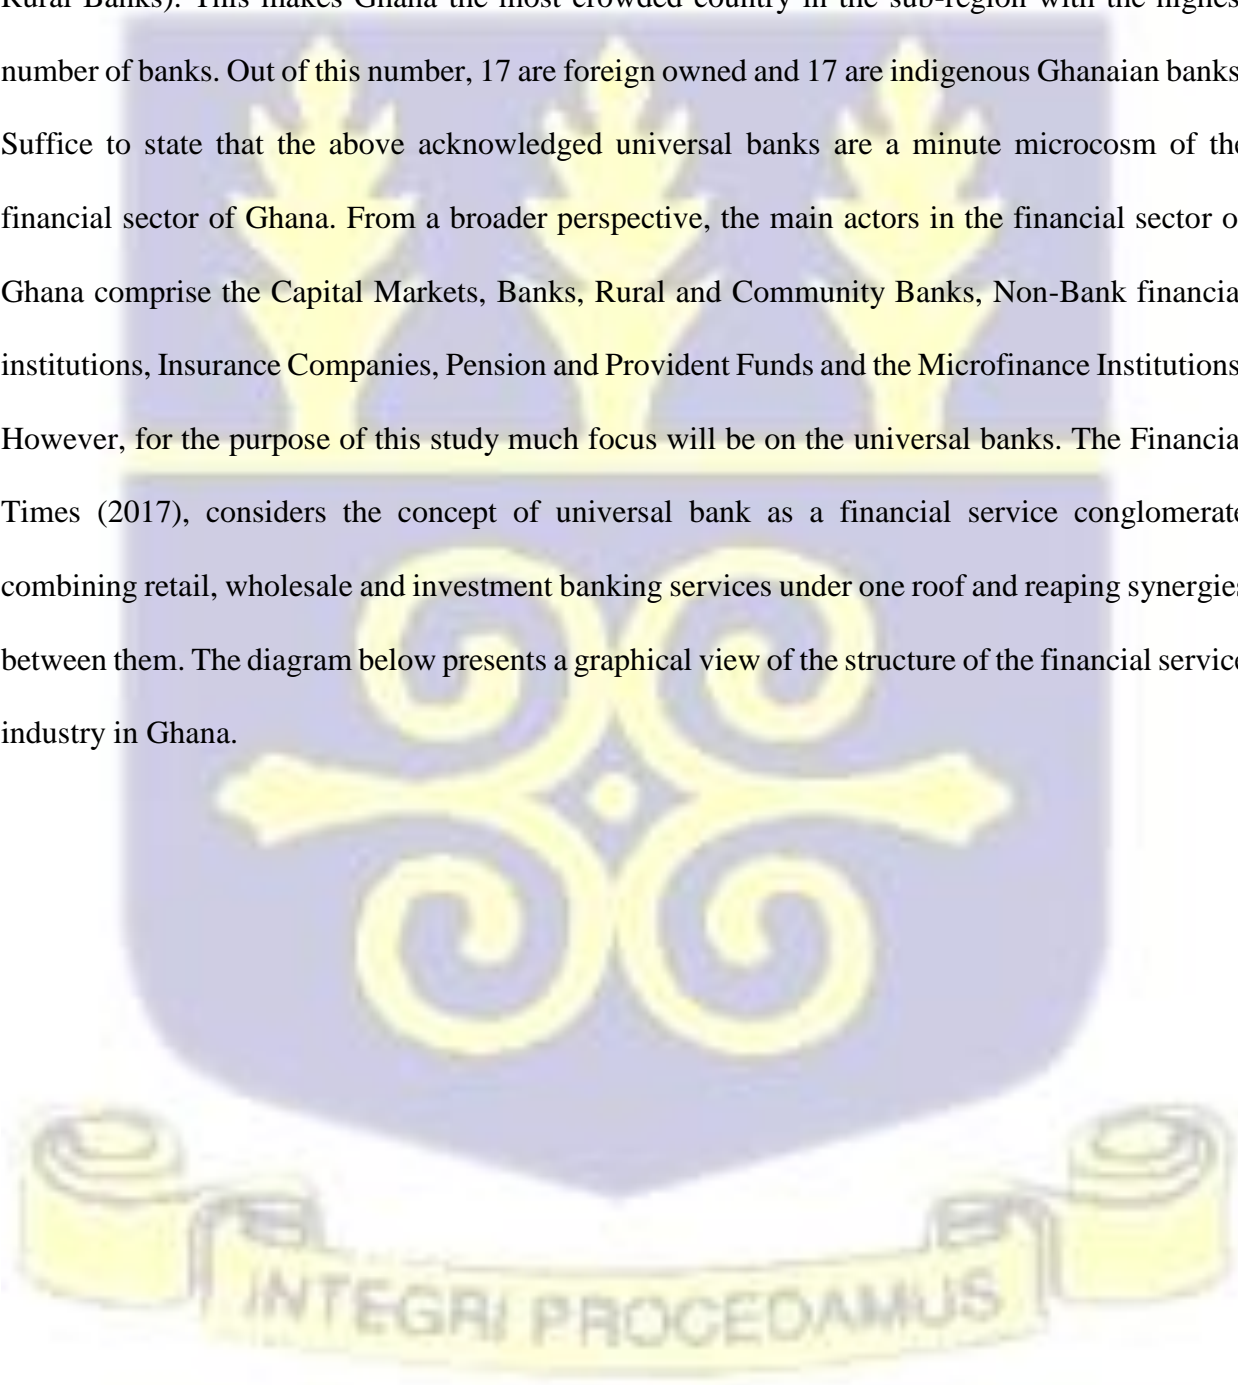 Rural Banks). This makes Ghana the most crowded country in the sub-region with the highes
number of banks. Out of this number, 17 are foreign owned and 17 are indigenous Ghanaian banks
Suffice to state that the above acknowledged universal banks are a minute microcosm of the
financial sector of Ghana. From a broader perspective, the main actors in the financial sector o
Ghana comprise the Capital Markets, Banks, Rural and Community Banks, Non-Bank financia
institutions, Insurance Companies, Pension and Provident Funds and the Microfinance Institutions
However, for the purpose of this study much focus will be on the universal banks. The Financia
Times (2017), considers the concept of universal bank as a financial service conglomerate
combining retail, wholesale and investment banking services under one roof and reaping synergies
between them. The diagram below presents a graphical view of the structure of the financial service
industry in Ghana.
INTEGRI PROCEDAMUS